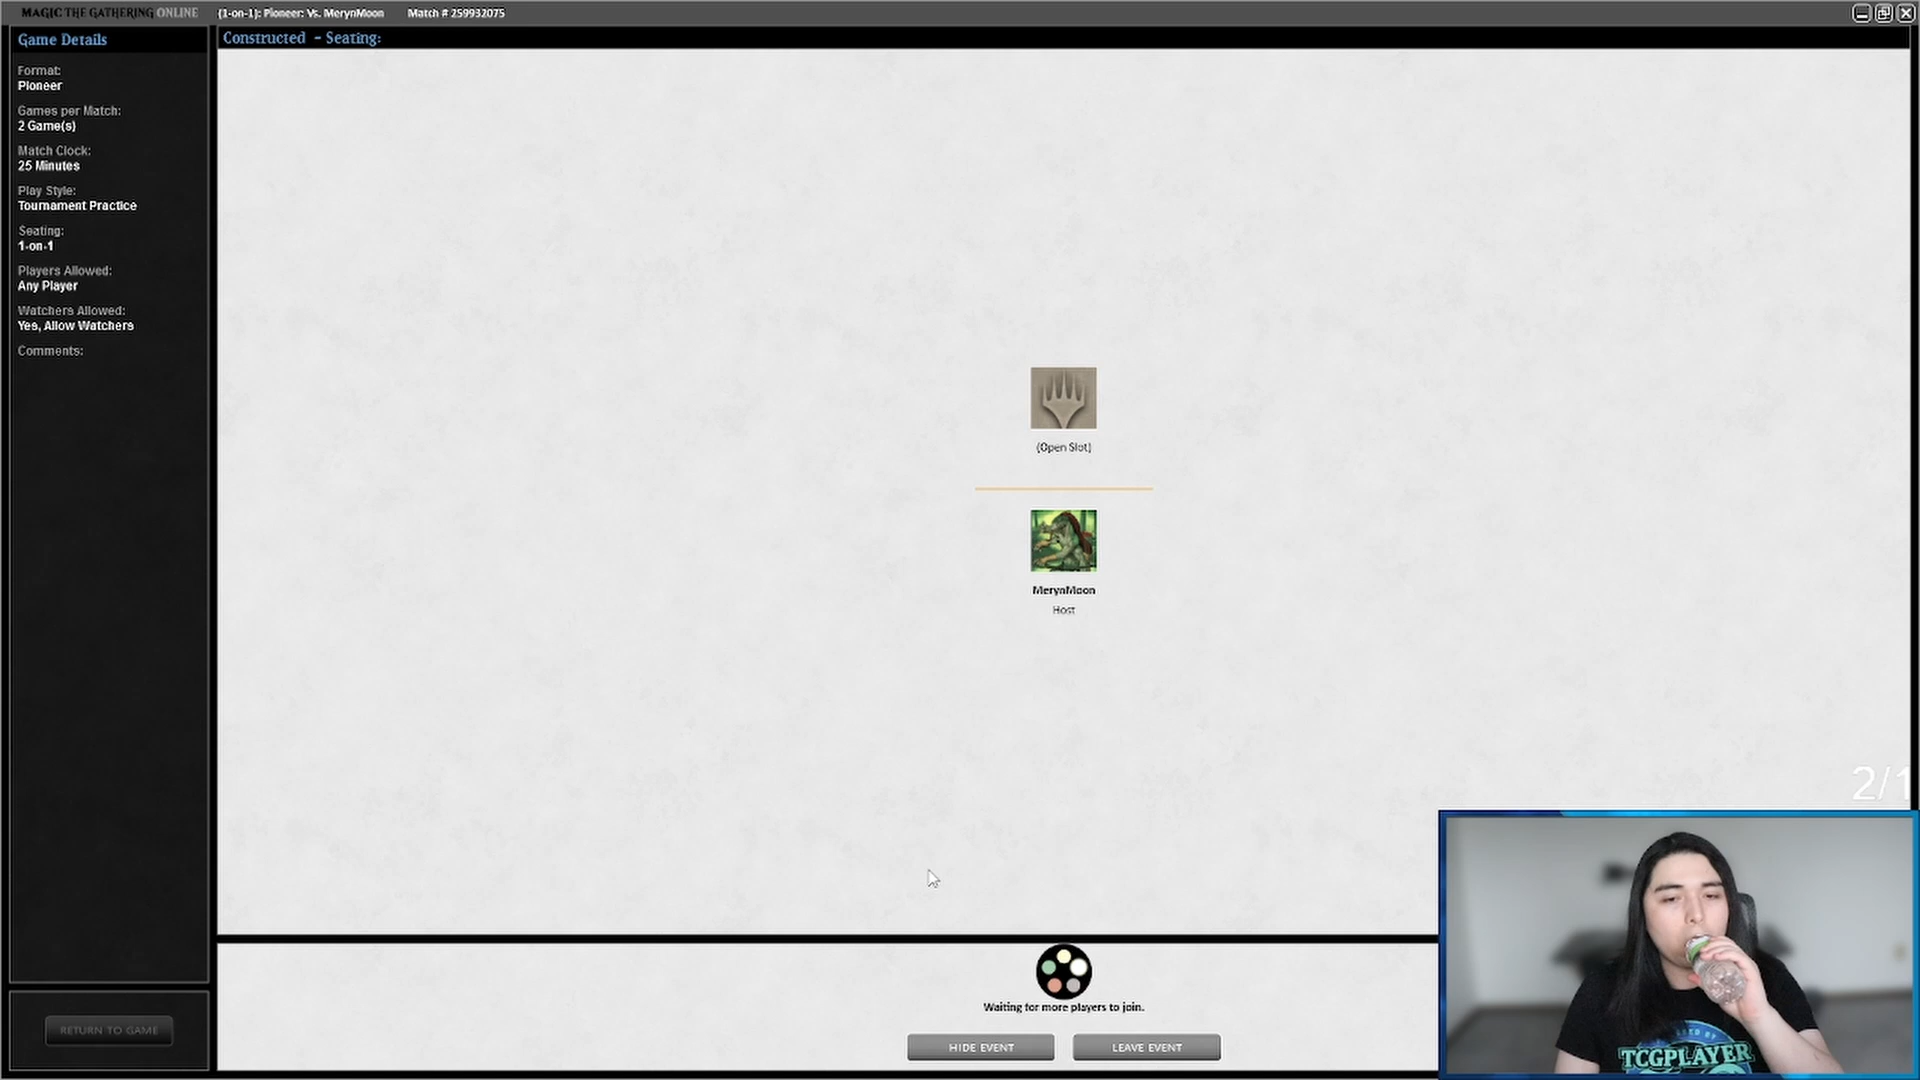 MAGIC THE GATHERING ONLINE
(1-on-1): Pioneer: Vs. MerynMoon Match # 259932075
Game Details
Format:
Pioneer
Games per Match:
2 Game(s)
Match Clock:
25 Minutes
Play Style:
Tournament Practice
Seating:
1-on-1
Players Allowed:
Any Player
Watchers Allowed:
Yes, Allow Watchers
Comments:
RETURN TO GAME
Constructed - Seating:
(Open Slot)
MerynMoon
Host
2/1
Waiting for more players to join.
HIDE EVENT
LEAVE EVENT
TCGPLAYER